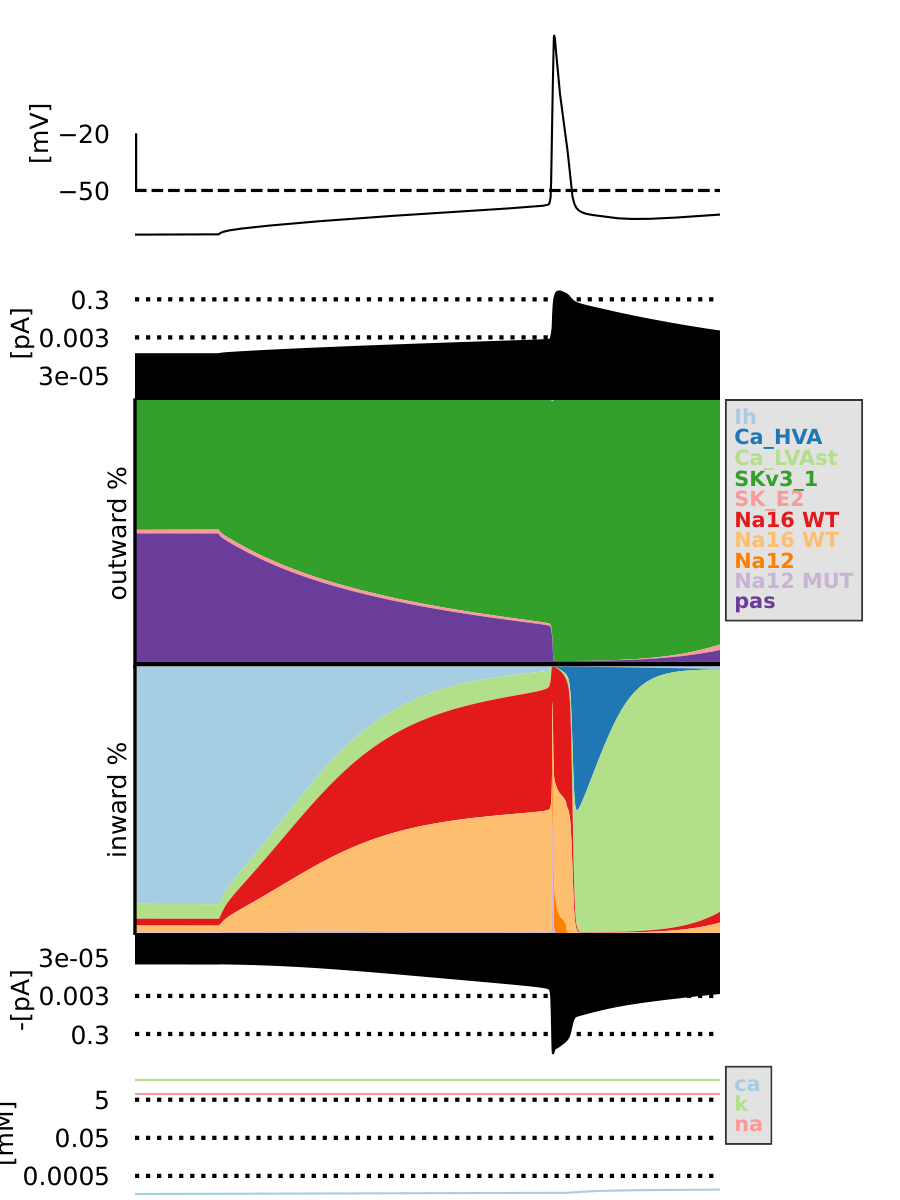 [mV]
−20
−50
[pA]
0.3
0.003
3e-05
outward %
Ih
Ca_HVA
Ca_LVAst
SKv3_1
SK_E2
Na16 WT
Na16 WT
Na12
Na12 MUT
pas
inward %
-[pA]
3e-05
0.003
0.3
[mM]
5
0.05
0.0005
ca
k
na